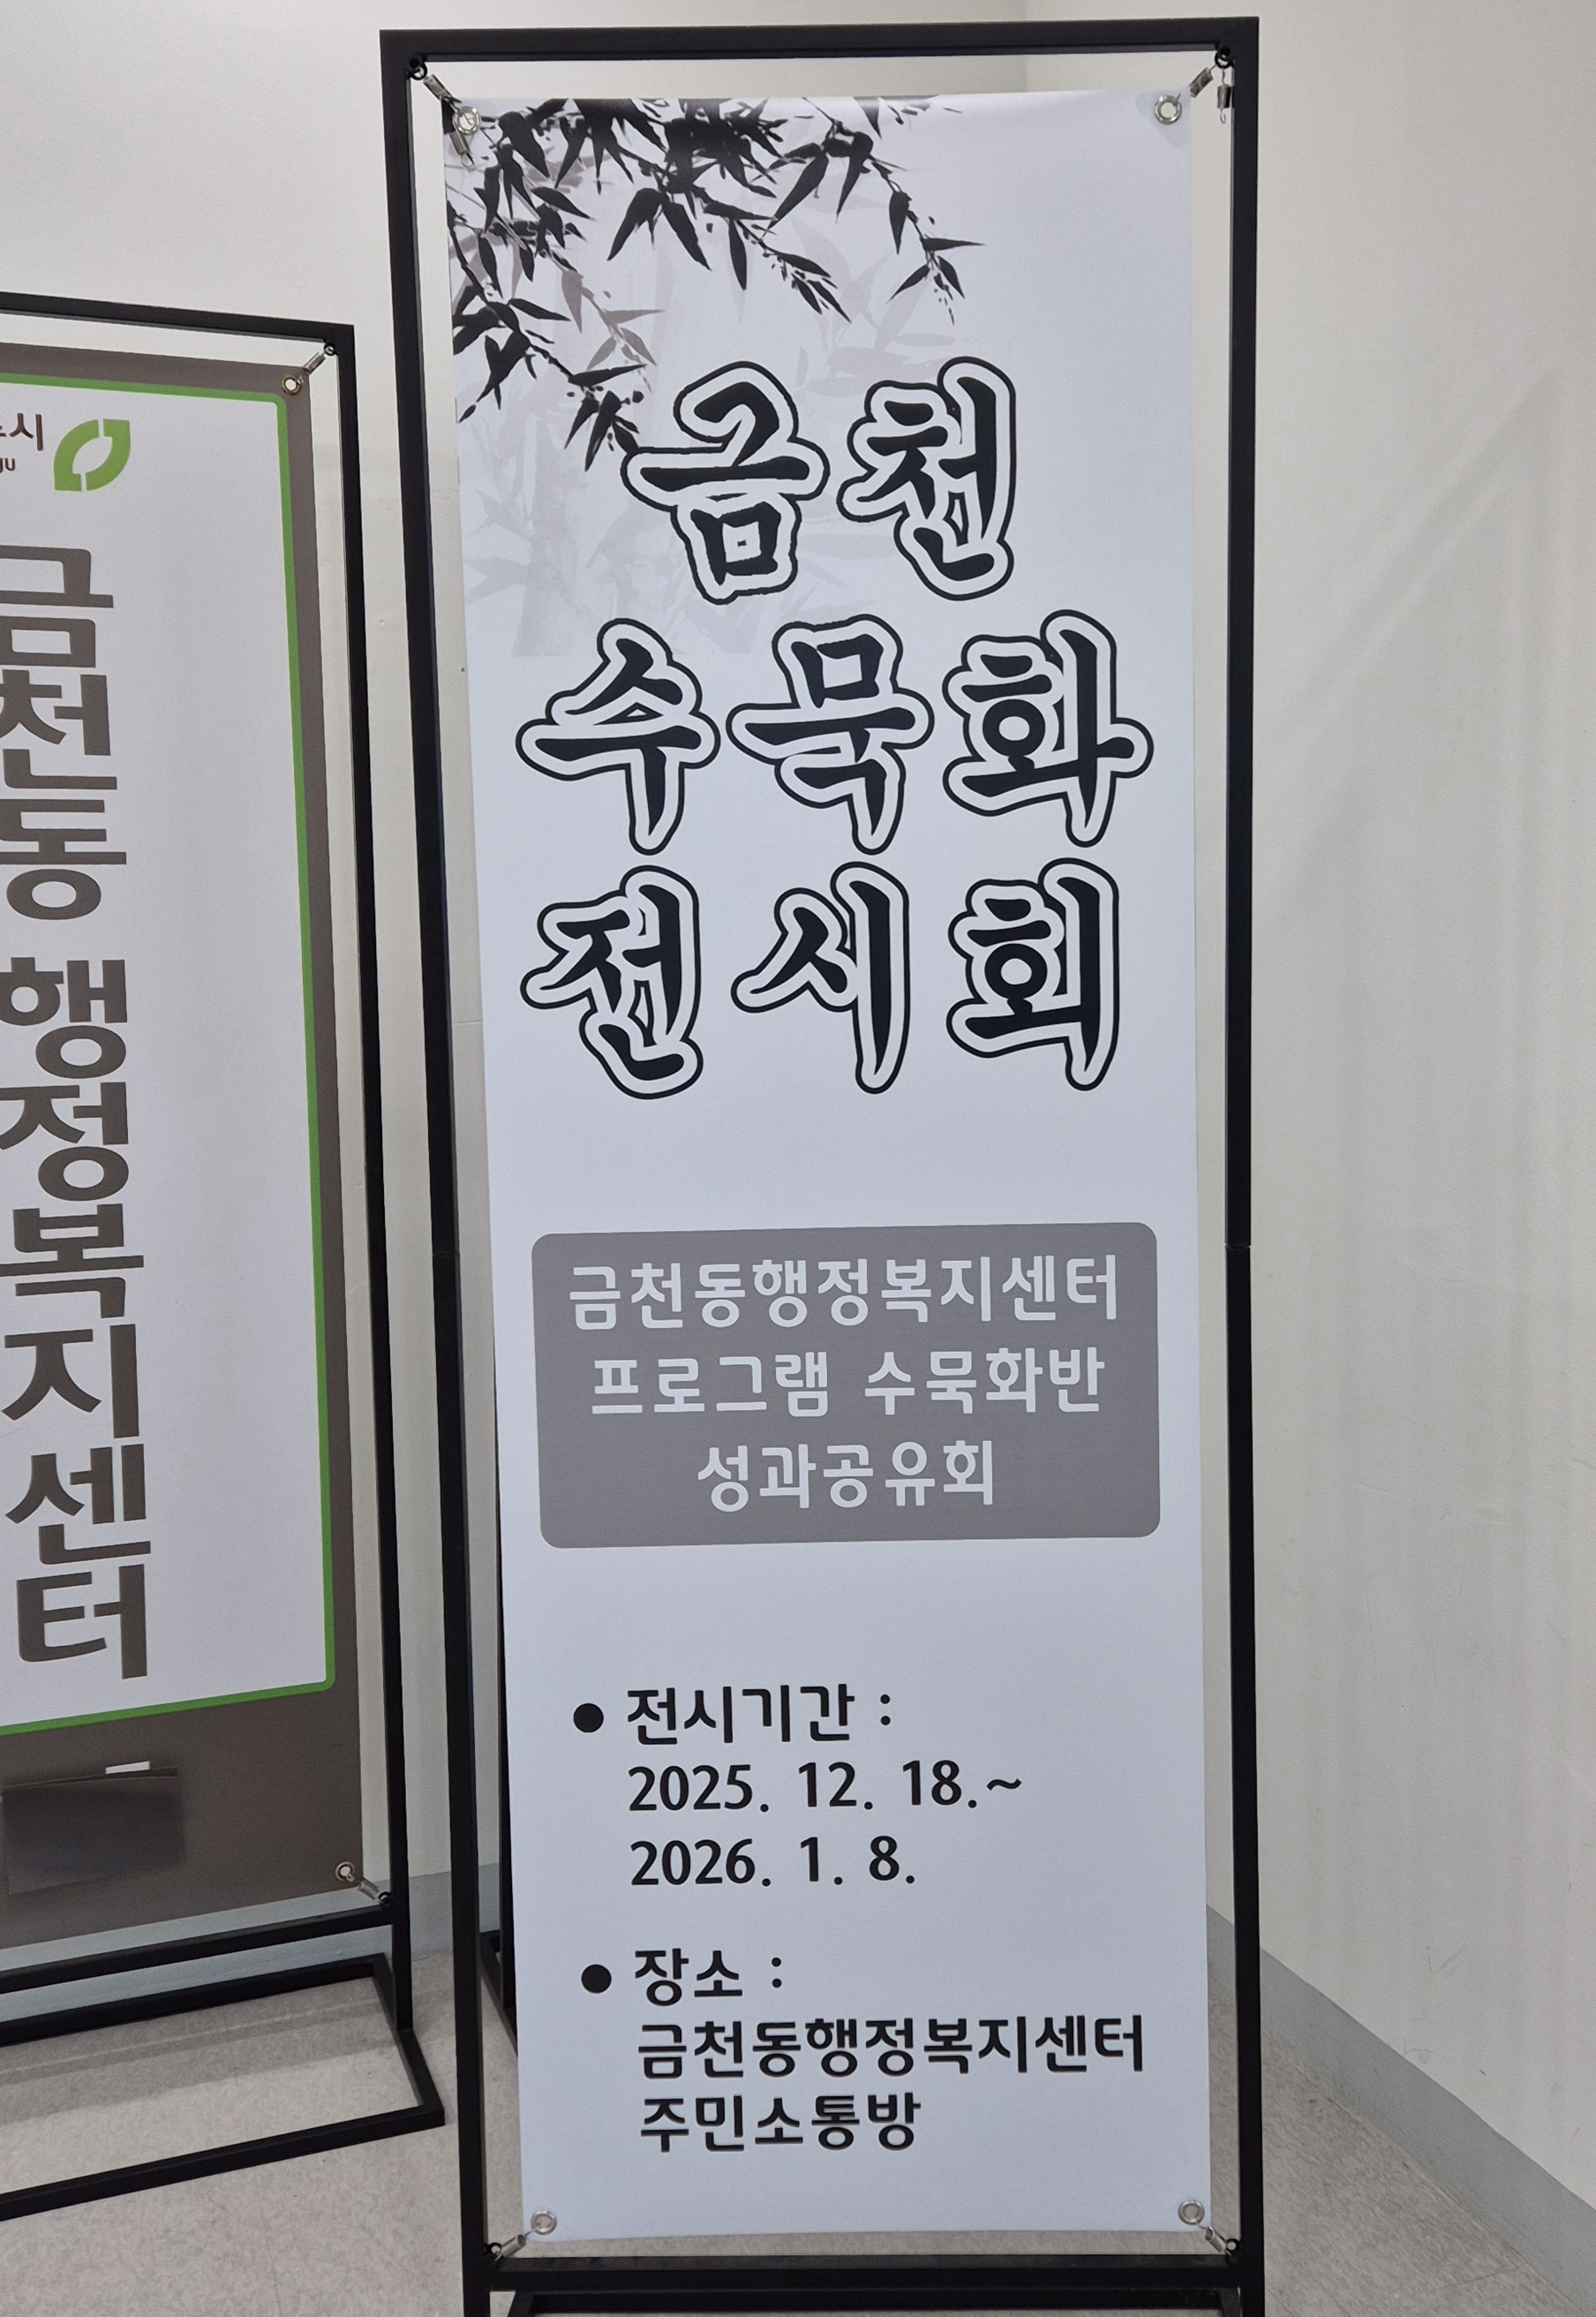 금천동 행정복지센터
금천
수묵화
전시회
금천동행정복지센터
프로그램 수묵화반
성과공유회
● 전시기간 :
2025. 12. 18.~
2026. 1. 8.
● 장소 :
금천동행정복지센터
주민소통방